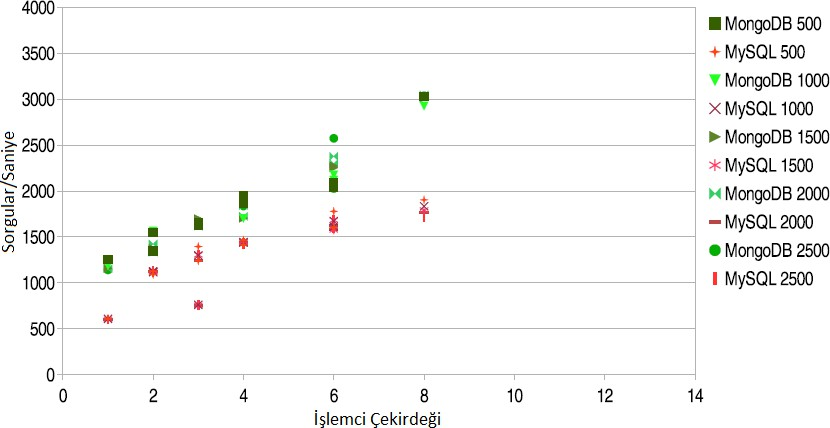 4000
3500
3000
2500
2000
1500
1000
500
0
Sorgular/Saniye
0 2 4 6 8 10 12 14
İşlemci Çekirdeği
MongoDB 500
MySQL 500
MongoDB 1000
MySQL 1000
MongoDB 1500
MySQL 1500
MongoDB 2000
MySQL 2000
MongoDB 2500
MySQL 2500